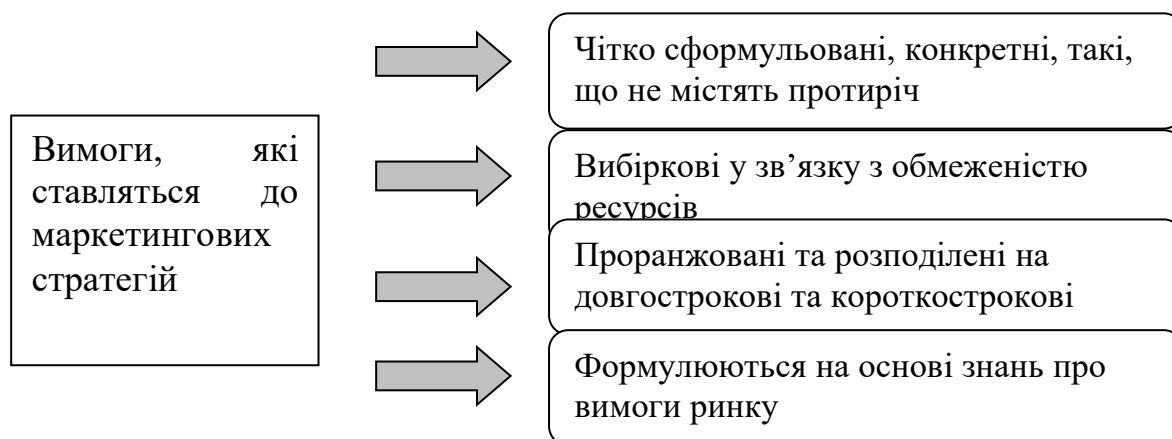 Вимоги, які
ставляться до
маркетингових
стратегій
Чітко сформульовані, конкретні, такі,
що не містять протиріч
Вибіркові у зв’язку з обмеженістю
ресурсів
Проранжовані та розподілені на
довгострокові та короткострокові
Формулюються на основі знань про
вимоги ринку